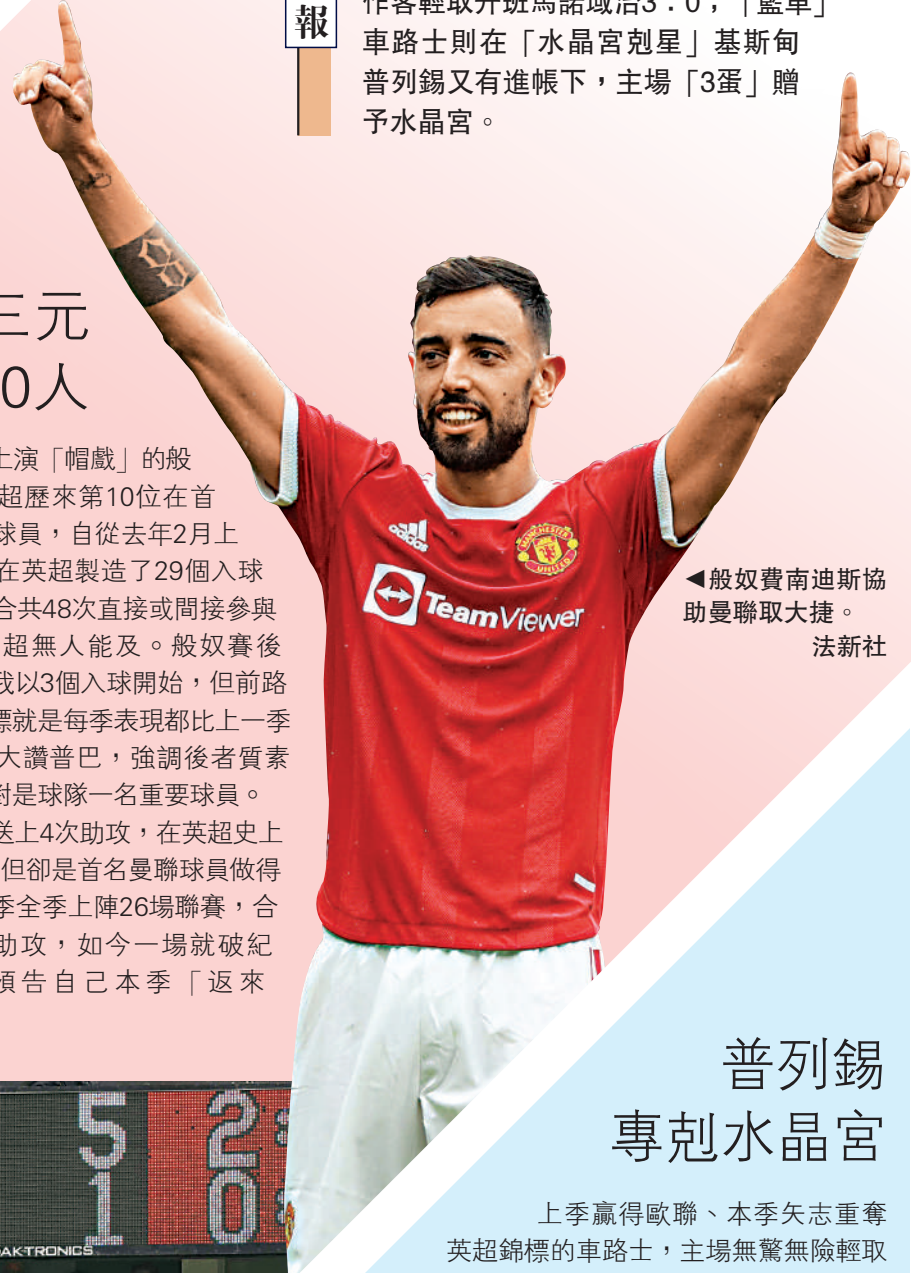 報
作客輕取升班馬諾域治3：0，「藍軍」
車路士則在「水晶宮剋星」基斯甸
普列錫又有進帳下，主場「3蛋」贈
予水晶宮。
三元
0人
上演「帽戲」的般
超歷來第10位在首
球員，自從去年2月上
在英超製造了29個入球
合共48次直接或間接參與
超無人能及。般奴賽後
我以3個入球開始，但前路
標就是每季表現都比上一季
大讚普巴，強調後者質素
對是球隊一名重要球員。
送上4次助攻，在英超史上
但卻是首名曼聯球員做得
季全季上陣26場聯賽，合
助攻，如今一場就破紀
預告自己本季「返來
adidas
MANCHESTER
UNITED
TeamViewer
◀般奴費南迪斯協
助曼聯取大捷。
法新社
5 2:
1 0:
AKTRONICS
普列錫
專剋水晶宮
上季贏得歐聯、本季矢志重奪
英超錦標的車路士，主場無驚無險輕取